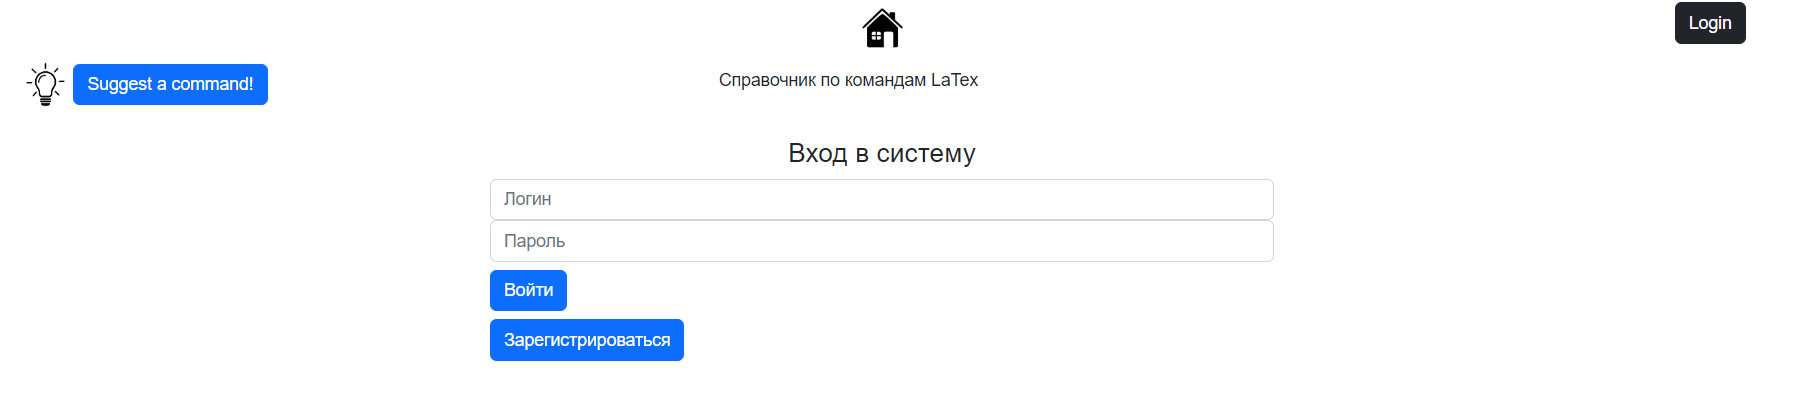 Login
Suggest a command!
Справочник по командам LaTex
Вход в систему
Логин
Пароль
Войти
Зарегистрироваться